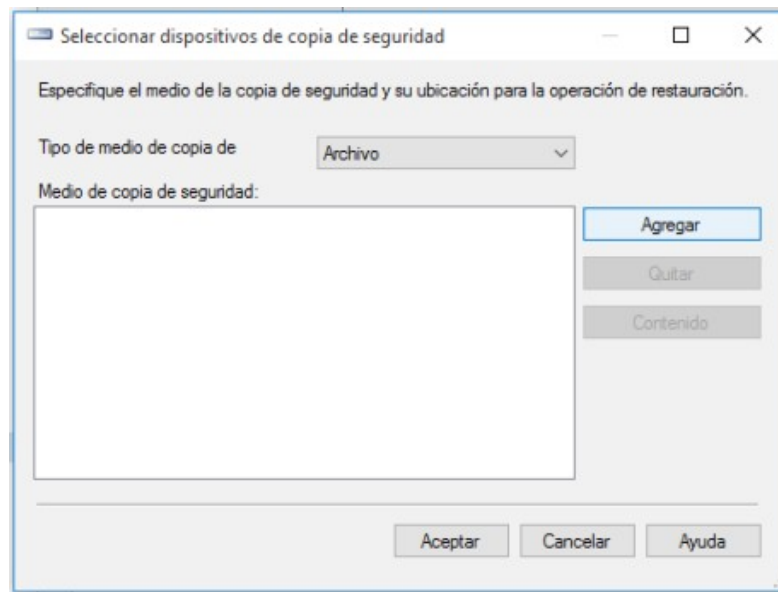 Seleccionar dispositivos de copia de seguridad
Especifique el medio de la copia de seguridad y su ubicación para la operación de restauración.
Tipo de medio de copia de
Archivo
Medio de copia de seguridad:
Agregar
Quitar
Contenido
Aceptar
Cancelar
Ayuda